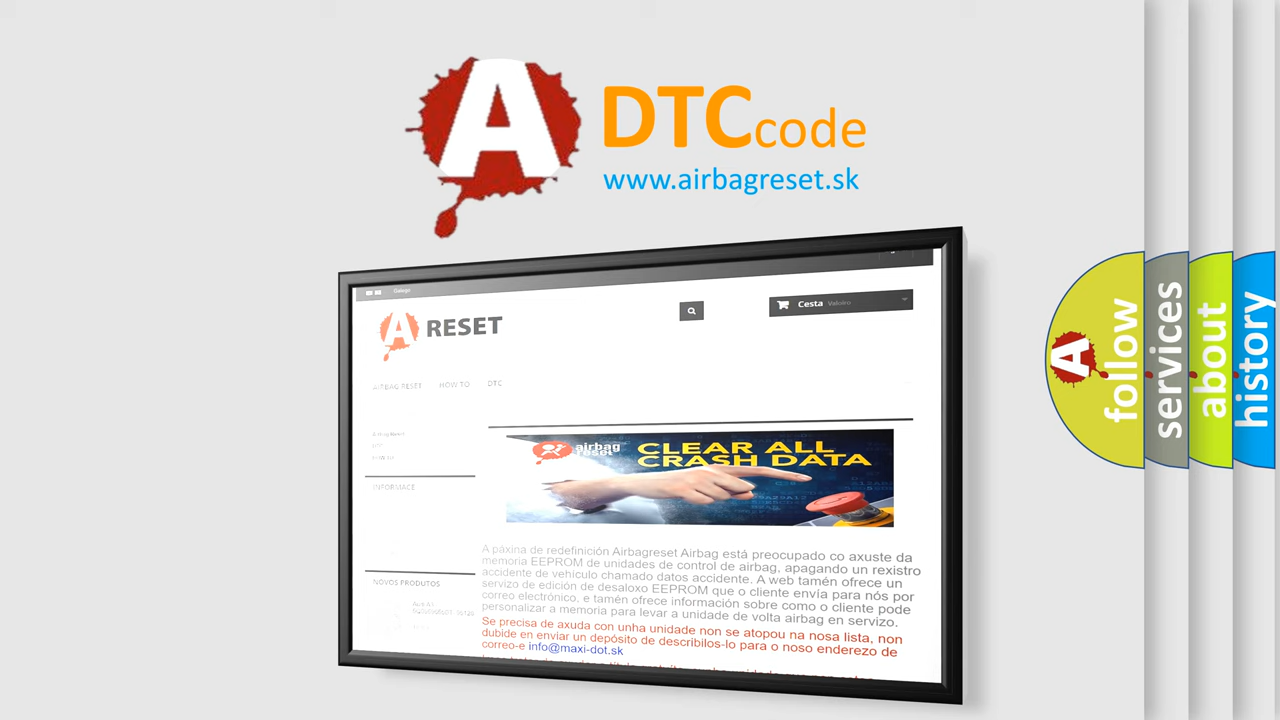 A
DTC code
www.airbagreset.sk
Galego
A RESET
Cesta Valeiro
AIRBAG RESET HOW TO DTC
INFORMACE
NOVOS PRODUTOS
airbag
reset
CLEAR ALL
CRASH DATA
A páxina de redefinición Airbagreset Airbag está preocupado co axuste da
memoria EEPROM de unidades de control de airbag, apagando un rexistro
accidente de vehículo chamado datos accidente. A web tamén ofrece un
servizo de edición de desaloxo EEPROM que o cliente envía para nós por
correo electrónico, e tamén ofrece información sobre como o cliente pode
personalizar a memoria para levar a unidade de volta airbag en servizo.
Se precisa de axuda con unha unidade non se atopou na nosa lista, non
dubide en enviar un depósito de describilos-lo para o noso enderezo de
correo-e info@maxi-dot.sk
A
follow
services
about
history